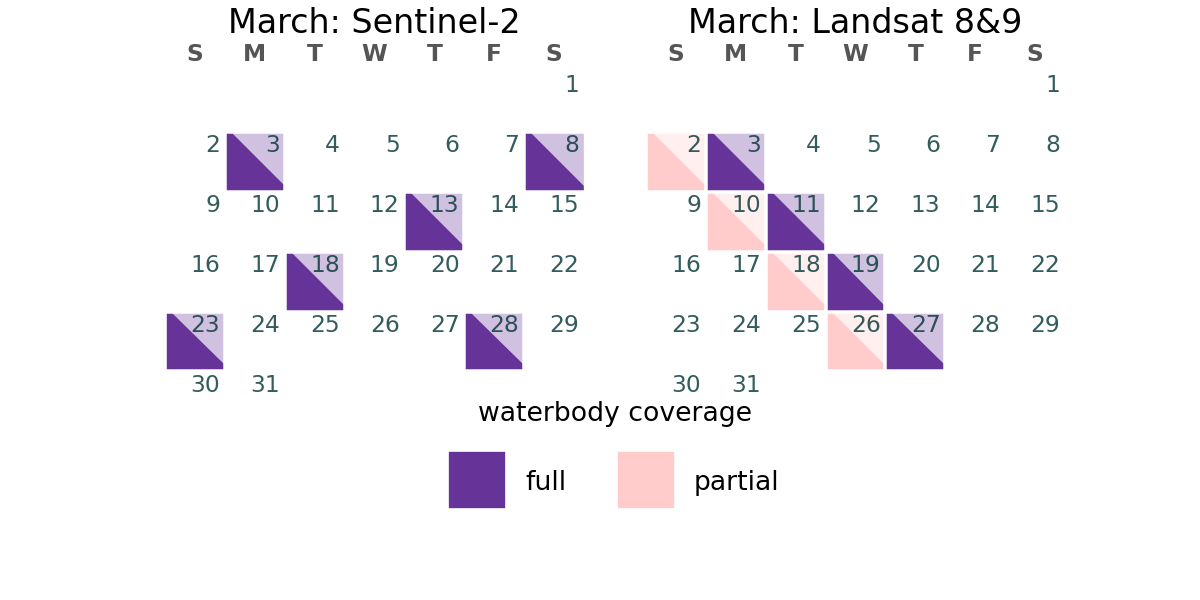 March: Sentinel-2
S M T W T F S
1
2 3 4 5 6 7 8
9 10 11 12 13 14 15
16 17 18 19 20 21 22
23 24 25 26 27 28 29
30 31
March: Landsat 8&9
S M T W T F S
1
2 3 4 5 6 7 8
9 10 11 12 13 14 15
16 17 18 19 20 21 22
23 24 25 26 27 28 29
30 31
waterbody coverage
full partial